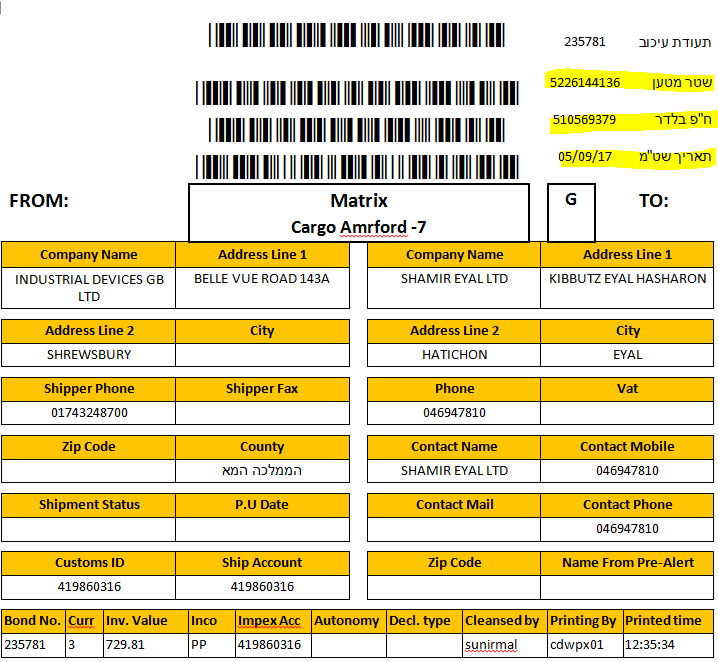 תעודת עיכוב 235781
שטר מטען 5226144136
ח"פ בלדר 510569379
תאריך שט"מ 05/09/17
FROM: Matrix G TO:
Cargo Amrford -7
Company Name Address Line 1 Company Name Address Line 1
INDUSTRIAL DEVICES GB BELLE VUE ROAD 143A SHAMIR EYAL LTD KIBBUTZ EYAL HASHARON
LTD
Address Line 2 City Address Line 2 City
SHREWSBURY HATICHON EYAL
Shipper Phone Shipper Fax Phone Vat
01743248700 046947810
Zip Code County Contact Name Contact Mobile
הממלכה המא SHAMIR EYAL LTD 046947810
Shipment Status P.U Date Contact Mail Contact Phone
046947810
Customs ID Ship Account Zip Code Name From Pre-Alert
419860316 419860316
Bond No. Curr Inv. Value Inco Impex Acc Autonomy Decl. type Cleansed by Printing By Printed time
235781 3 729.81 PP 419860316 sunirmal cdwpx01 12:35:34